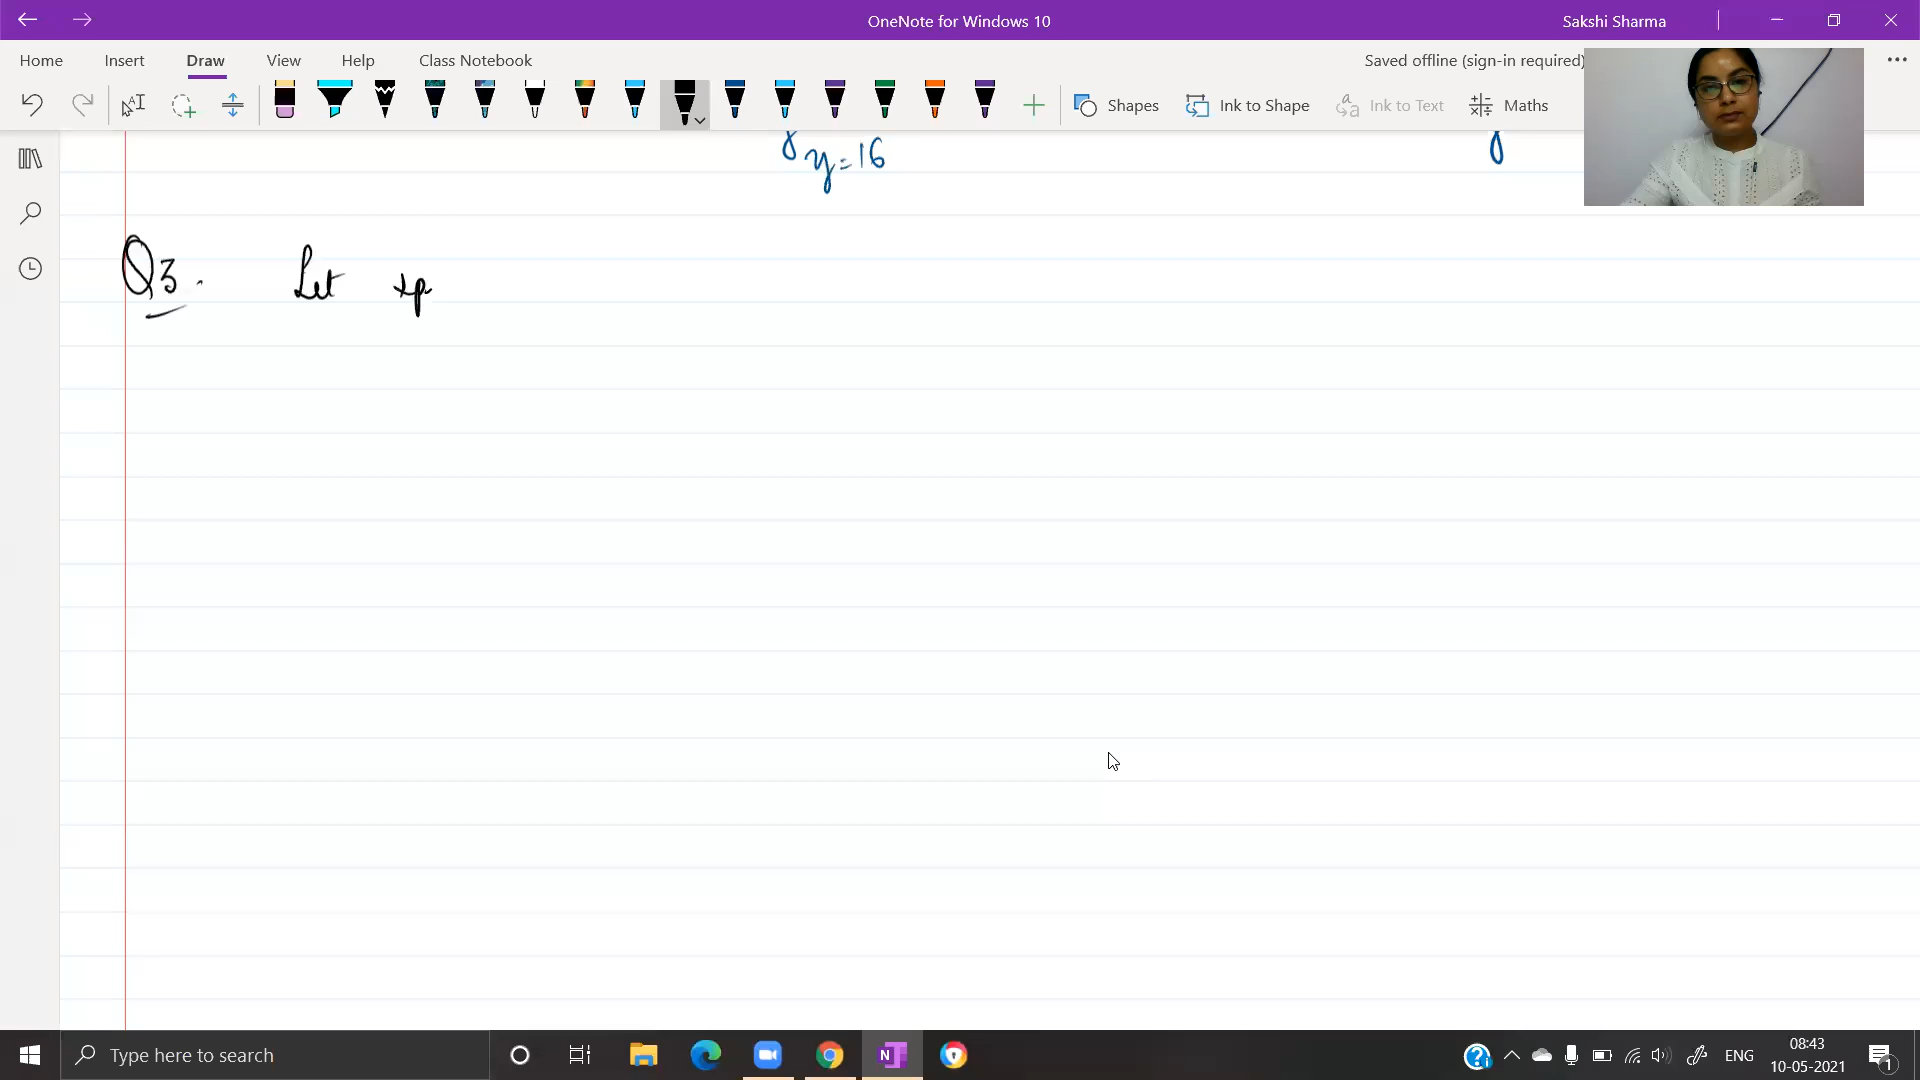 OneNote for Windows 10
Sakshi Sharma
Home Insert Draw View Help Class Notebook
Saved offline (sign-in required)
Shapes Ink to Shape Ink to Text Maths
y=16
Q3. Let
Type here to search
ENG
08:43
10-05-2021
1